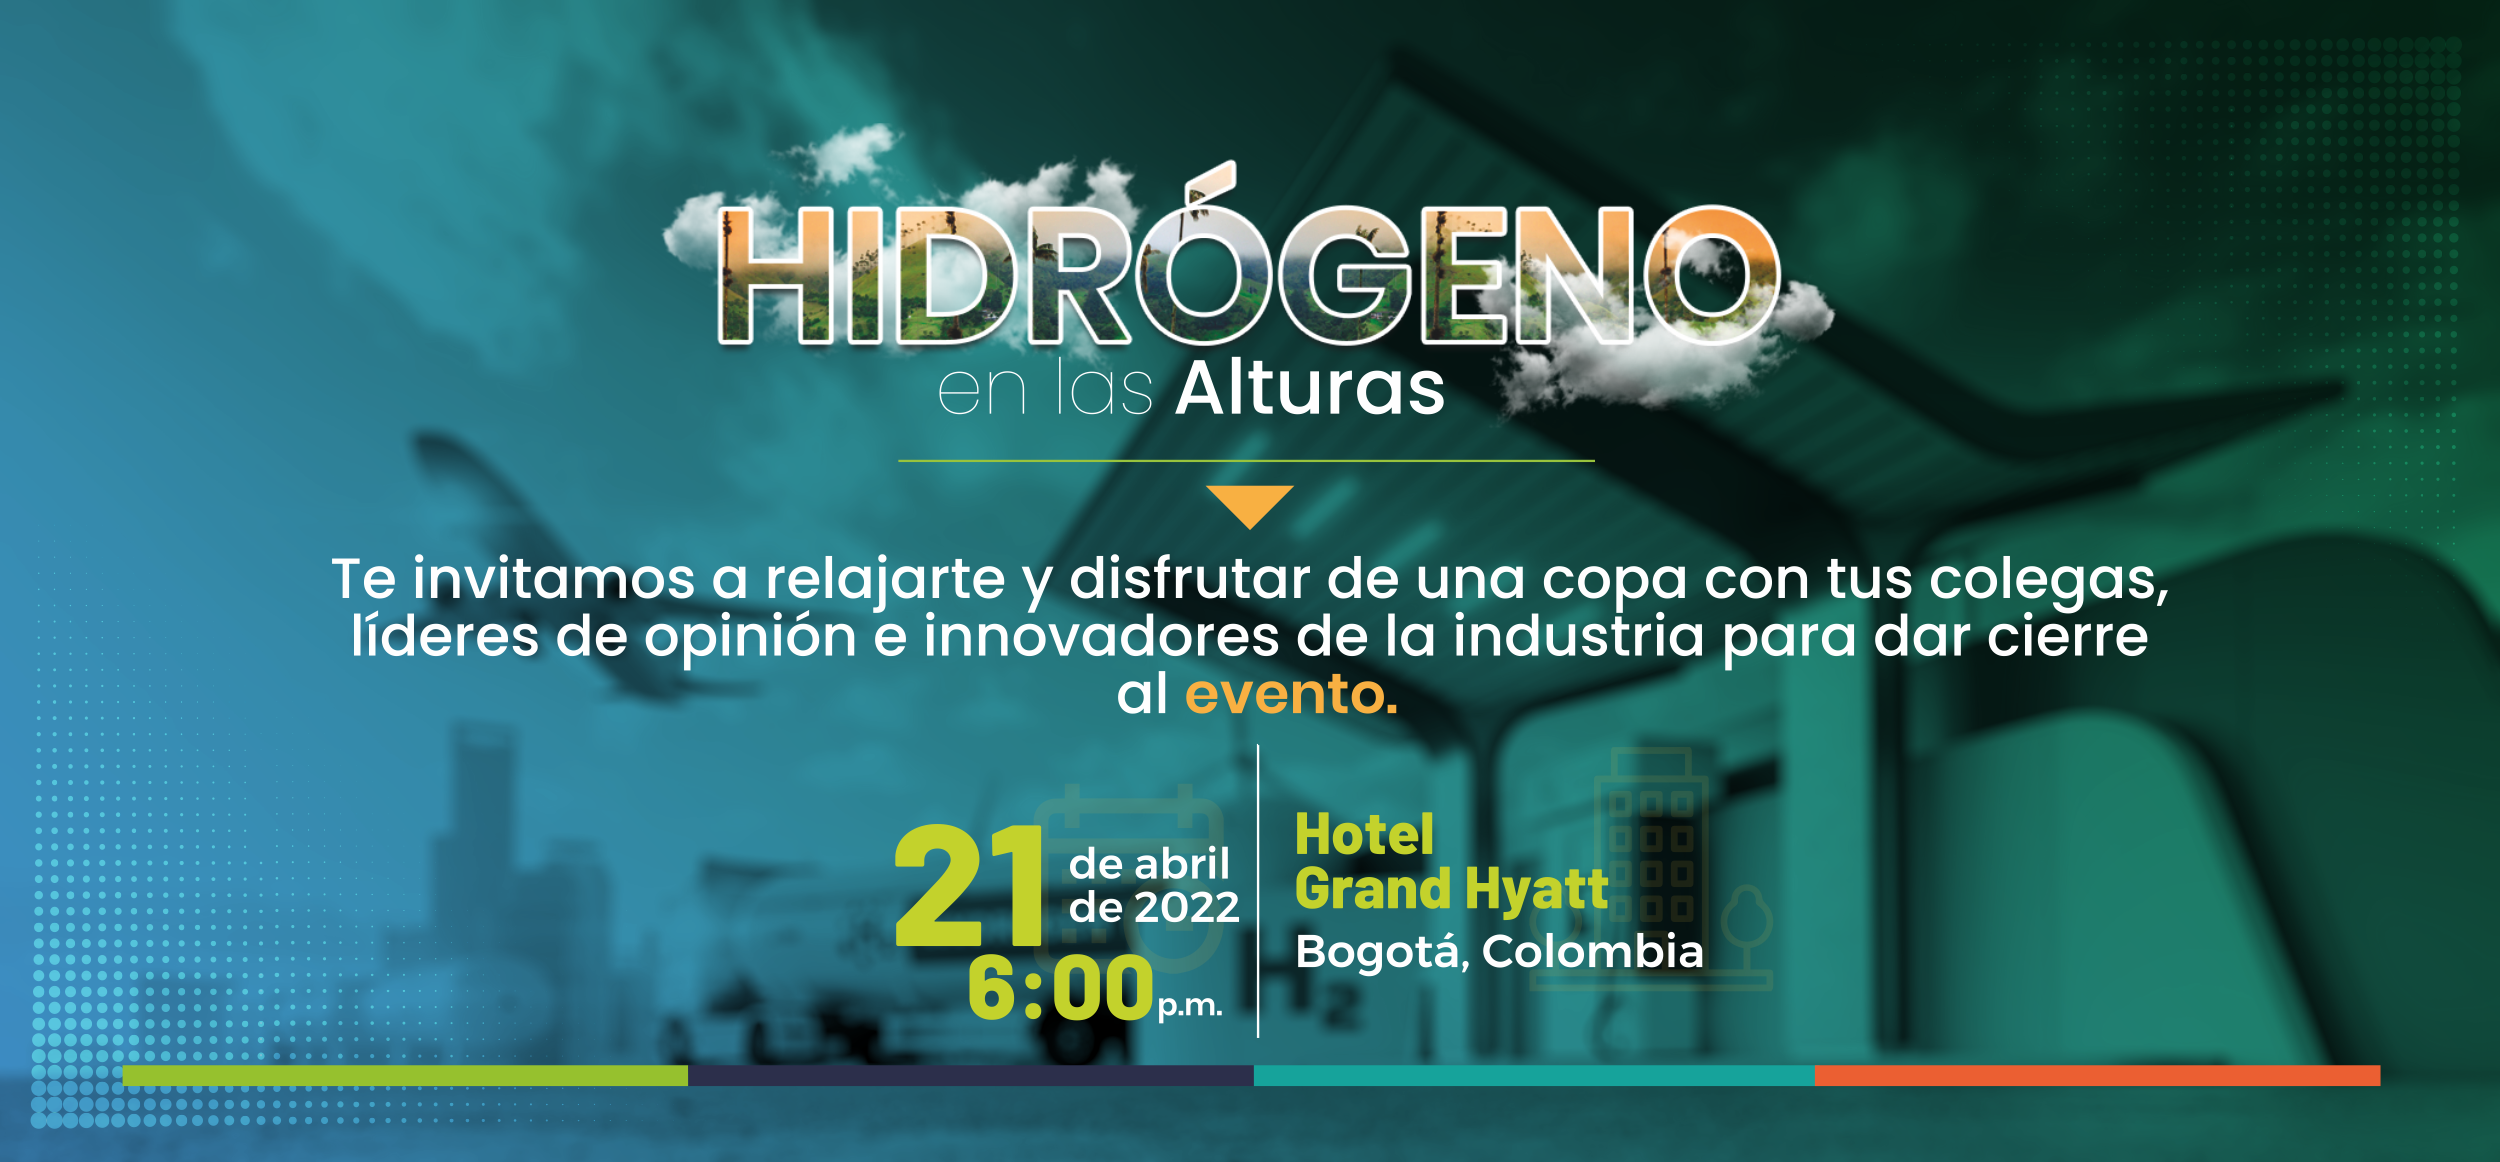 HIDRÓGENO
en las Alturas
Te invitamos a relajarte y disfrutar de una copa con tus colegas,
líderes de opinión e innovadores de la industria para dar cierre
al evento.
21 de abril
de 2022
6:00 p.m.
Hotel
Grand Hyatt
Bogotá, Colombia
H₂